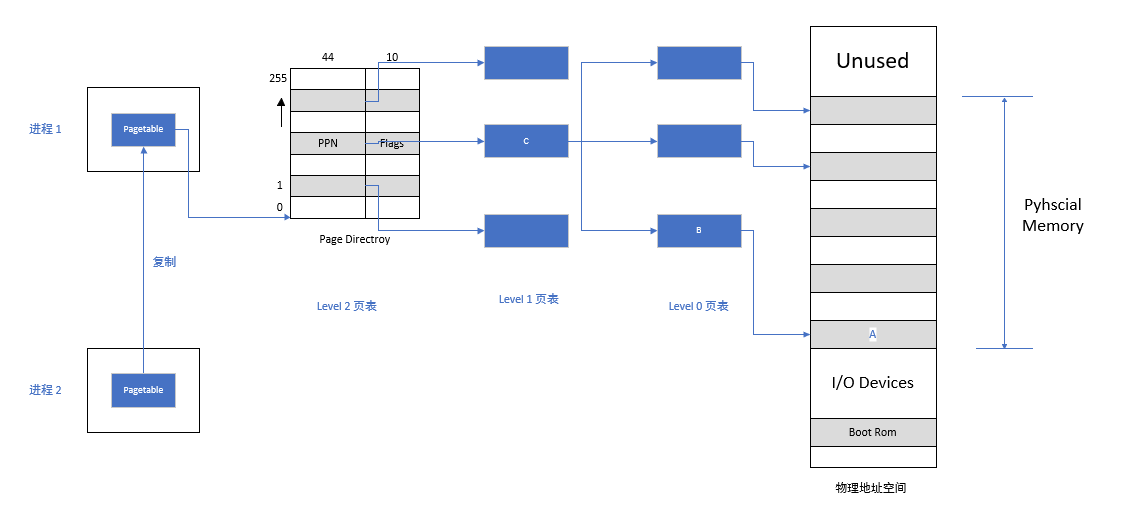 进程 1
Pagetable
复制
进程 2
Pagetable
44
10
255
PPN
Flags
1
0
Page Directroy
Level 2 页表
C
Level 1 页表
B
Level 0 页表
Unused
A
I/O Devices
Boot Rom
物理地址空间
Pyhscial
Memory